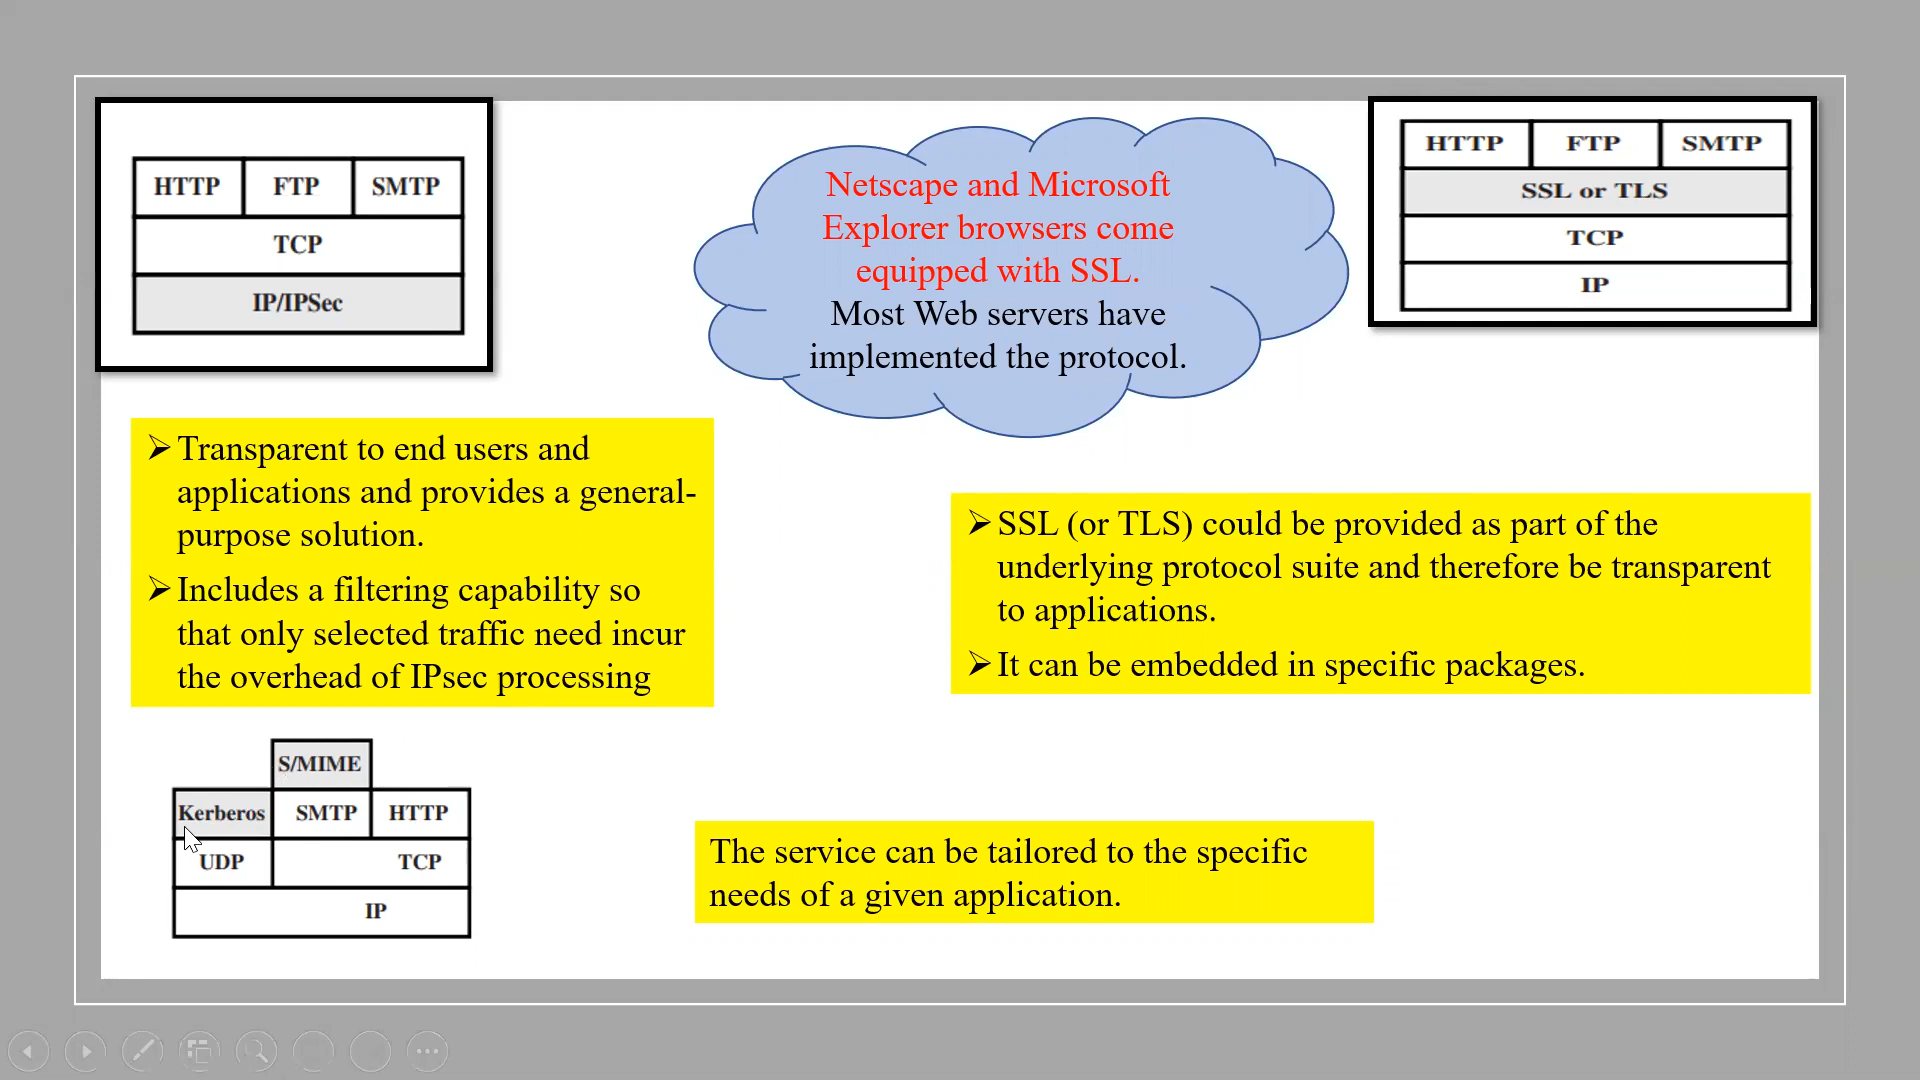 HTTP FTP SMTP
TCP
IP/IPSec
Netscape and Microsoft
Explorer browsers come
equipped with SSL.
Most Web servers have
implemented the protocol.
HTTP FTP SMTP
SSL or TLS
TCP
IP
➢Transparent to end users and
applications and provides a general-
purpose solution.
➢Includes a filtering capability so
that only selected traffic need incur
the overhead of IPsec processing
➢SSL (or TLS) could be provided as part of the
underlying protocol suite and therefore be transparent
to applications.
➢It can be embedded in specific packages.
S/MIME
Kerberos SMTP HTTP
UDP TCP
IP
The service can be tailored to the specific
needs of a given application.